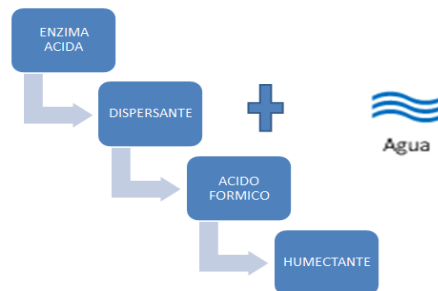 ENZIMA
ACIDA
DISPERSANTE
Agua
ACIDO
FORMICO
HUMECTANTE